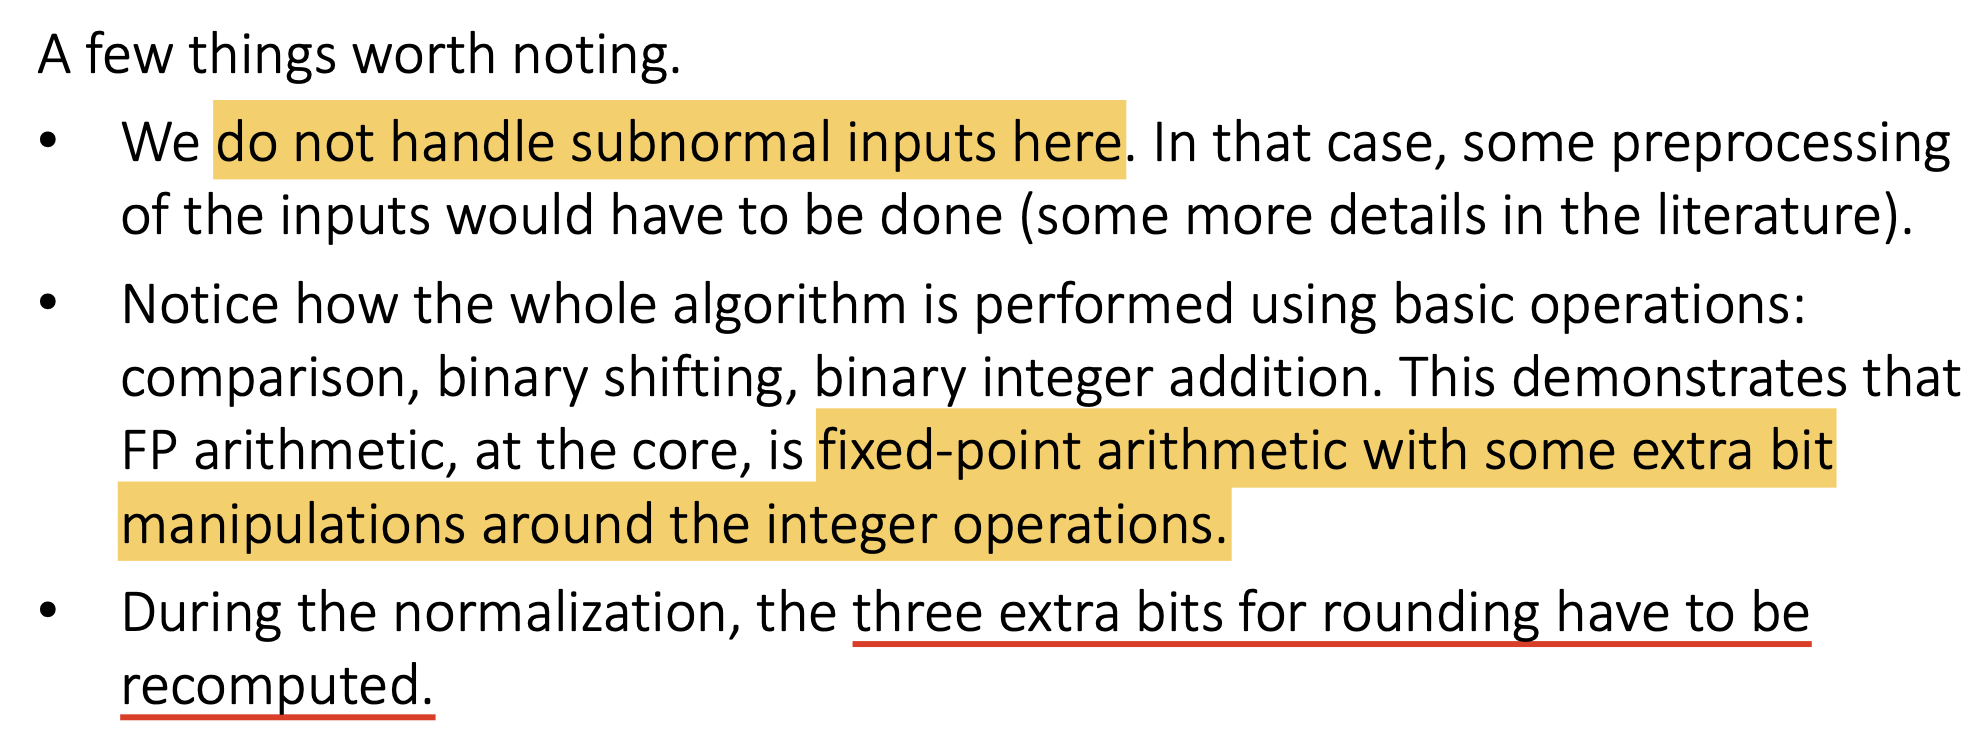 A few things worth noting.
• We do not handle subnormal inputs here. In that case, some preprocessing
of the inputs would have to be done (some more details in the literature).
• Notice how the whole algorithm is performed using basic operations:
comparison, binary shifting, binary integer addition. This demonstrates that
FP arithmetic, at the core, is fixed-point arithmetic with some extra bit
manipulations around the integer operations.
• During the normalization, the three extra bits for rounding have to be
recomputed.